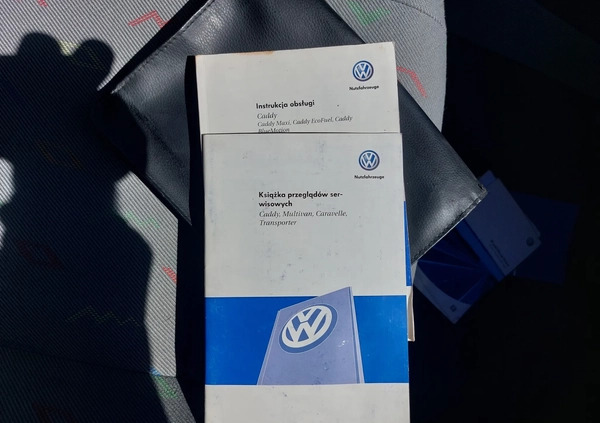 Nutzfahrzeuge
Instrukcja obsługi
Caddy
Caddy Maxi, Caddy EcoFuel, Caddy
BlueMotion
Nutzfahrzeuge
Książka przeglądów ser-
wisowych
Caddy, Multivan, Caravelle,
Transporter